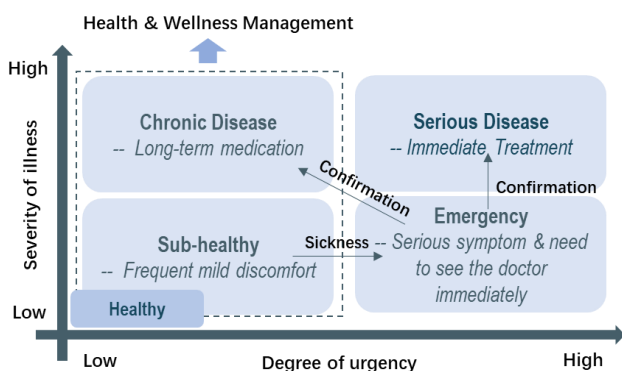 Health & Wellness Management
High
Chronic Disease
-- Long-term medication
Serious Disease
-- Immediate Treatment
Confirmation
Confirmation
Severity of illness
Sub-healthy
-- Frequent mild discomfort
Sickness
Emergency
-- Serious symptom & need
to see the doctor
immediately
Healthy
Low
Low
Degree of urgency
High